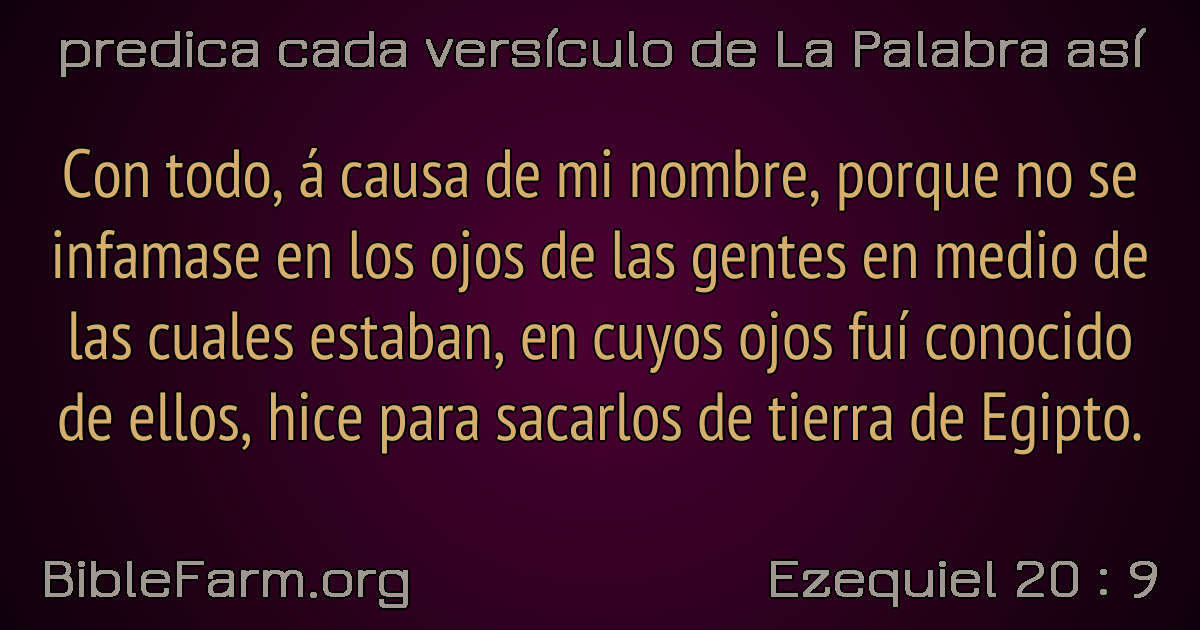 predica cada versículo de La Palabra así
Con todo, á causa de mi nombre, porque no se
infamase en los ojos de las gentes en medio de
las cuales estaban, en cuyos ojos fuí conocido
de ellos, hice para sacarlos de tierra de Egipto.
BibleFarm.org
Ezequiel 20 : 9